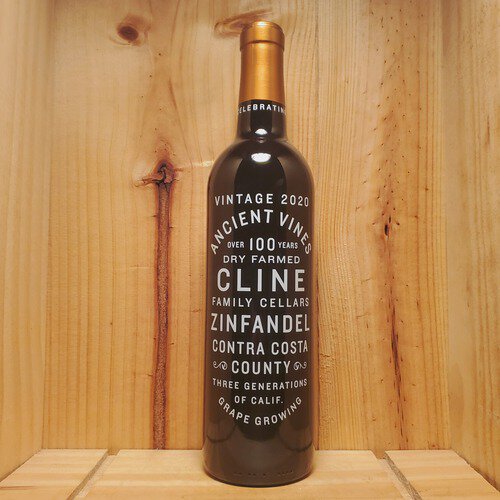 CELEBRATING
VINTAGE 2020
ANCIENT VINES
OVER 100 YEARS
DRY FARMED
CLINE
FAMILY CELLARS
ZINFANDEL
CONTRA COSTA
COUNTY
THREE GENERATIONS
OF CALIF.
GRAPE GROWING